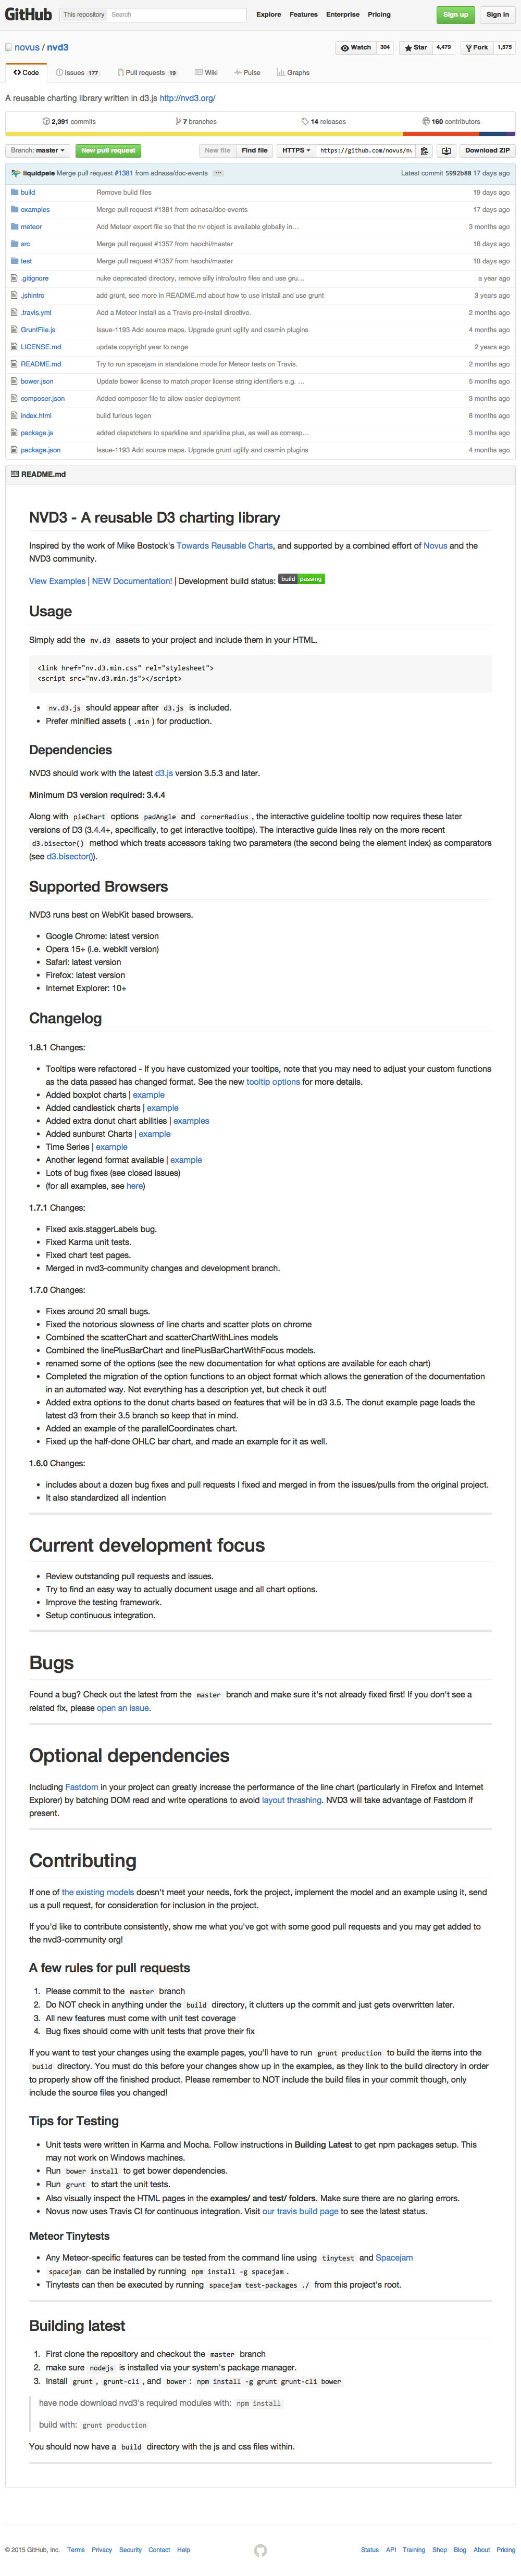 GitHub This repository Search Explore Features Enterprise Pricing Sign up Sign in
novus / nvd3 Watch 304 Star 4,479 Fork 1,575
Code Issues 177 Pull requests 19 Wiki Pulse Graphs
A reusable charting library written in d3.js http://nvd3.org/
2,391 commits 7 branches 14 releases 160 contributors
Branch: master New pull request New file Find file HTTPS https://github.com/novus/nv Download ZIP
liquidpele Merge pull request #1381 from adnasa/doc-events ... Latest commit 5992b88 17 days ago
build Remove build files 19 days ago
examples Merge pull request #1381 from adnasa/doc-events 17 days ago
meteor Add Meteor export file so that the nv object is available globally in… 3 months ago
src Merge pull request #1357 from haochi/master 18 days ago
test Merge pull request #1357 from haochi/master 18 days ago
.gitignore nuke deprecated directory, remove silly intro/outro files and use gru… a year ago
.jshintrc add grunt, see more in README.md about how to use intstall and use grunt 3 years ago
.travis.yml Add a Meteor install as a Travis pre-install directive. 2 months ago
GruntFile.js Issue-1193 Add source maps. Upgrade grunt uglify and cssmin plugins 4 months ago
LICENSE.md update copyright year to range 2 years ago
README.md Try to run spacejam in standalone mode for Meteor tests on Travis. 2 months ago
bower.json Update bower license to match proper license string identifiers e.g. … 5 months ago
composer.json Added composer file to allow easier deployment 3 months ago
index.html build furious legen 8 months ago
package.js added dispatchers to sparkline and sparkline plus, as well as corresp… 3 months ago
package.json Issue-1193 Add source maps. Upgrade grunt uglify and cssmin plugins 4 months ago
README.md
NVD3 - A reusable D3 charting library
Inspired by the work of Mike Bostock's Towards Reusable Charts, and supported by a combined effort of Novus and the
NVD3 community.
View Examples | NEW Documentation! | Development build status: build passing
Usage
Simply add the nv.d3 assets to your project and include them in your HTML.
<link href="nv.d3.min.css" rel="stylesheet">
<script src="nv.d3.min.js"></script>
• nv.d3.js should appear after d3.js is included.
• Prefer minified assets ( .min ) for production.
Dependencies
NVD3 should work with the latest d3.js version 3.5.3 and later.
Minimum D3 version required: 3.4.4
Along with pieChart options padAngle and cornerRadius , the interactive guideline tooltip now requires these later
versions of D3 (3.4.4+, specifically, to get interactive tooltips). The interactive guide lines rely on the more recent
d3.bisector() method which treats accessors taking two parameters (the second being the element index) as comparators
(see d3.bisector()).
Supported Browsers
NVD3 runs best on WebKit based browsers.
• Google Chrome: latest version
• Opera 15+ (i.e. webkit version)
• Safari: latest version
• Firefox: latest version
• Internet Explorer: 10+
Changelog
1.8.1 Changes:
• Tooltips were refactored - If you have customized your tooltips, note that you may need to adjust your custom functions
as the data passed has changed format. See the new tooltip options for more details.
• Added boxplot charts | example
• Added candlestick charts | example
• Added extra donut chart abilities | examples
• Added sunburst Charts | example
• Time Series | example
• Another legend format available | example
• Lots of bug fixes (see closed issues)
• (for all examples, see here)
1.7.1 Changes:
• Fixed axis.staggerLabels bug.
• Fixed Karma unit tests.
• Fixed chart test pages.
• Merged in nvd3-community changes and development branch.
1.7.0 Changes:
• Fixes around 20 small bugs.
• Fixed the notorious slowness of line charts and scatter plots on chrome
• Combined the scatterChart and scatterChartWithLines models
• Combined the linePlusBarChart and linePlusBarChartWithFocus models.
• renamed some of the options (see the new documentation for what options are available for each chart)
• Completed the migration of the option functions to an object format which allows the generation of the documentation
in an automated way. Not everything has a description yet, but check it out!
• Added extra options to the donut charts based on features that will be in d3 3.5. The donut example page loads the
latest d3 from their 3.5 branch so keep that in mind.
• Added an example of the parallelCoordinates chart.
• Fixed up the half-done OHLC bar chart, and made an example for it as well.
1.6.0 Changes:
• includes about a dozen bug fixes and pull requests I fixed and merged in from the issues/pulls from the original project.
• It also standardized all indention
Current development focus
• Review outstanding pull requests and issues.
• Try to find an easy way to actually document usage and all chart options.
• Improve the testing framework.
• Setup continuous integration.
Bugs
Found a bug? Check out the latest from the master branch and make sure it's not already fixed first! If you don't see a
related fix, please open an issue.
Optional dependencies
Including Fastdom in your project can greatly increase the performance of the line chart (particularly in Firefox and Internet
Explorer) by batching DOM read and write operations to avoid layout thrashing. NVD3 will take advantage of Fastdom if
present.
Contributing
If one of the existing models doesn't meet your needs, fork the project, implement the model and an example using it, send
us a pull request, for consideration for inclusion in the project.
If you'd like to contribute consistently, show me what you've got with some good pull requests and you may get added to
the nvd3-community org!
A few rules for pull requests
1. Please commit to the master branch
2. Do NOT check in anything under the build directory, it clutters up the commit and just gets overwritten later.
3. All new features must come with unit test coverage
4. Bug fixes should come with unit tests that prove their fix
If you want to test your changes using the example pages, you'll have to run grunt production to build the items into the
build directory. You must do this before your changes show up in the examples, as they link to the build directory in order
to properly show off the finished product. Please remember to NOT include the build files in your commit though, only
include the source files you changed!
Tips for Testing
• Unit tests were written in Karma and Mocha. Follow instructions in Building Latest to get npm packages setup. This
may not work on Windows machines.
• Run bower install to get bower dependencies.
• Run grunt to start the unit tests.
• Also visually inspect the HTML pages in the examples/ and test/ folders. Make sure there are no glaring errors.
• Novus now uses Travis CI for continuous integration. Visit our travis build page to see the latest status.
Meteor Tinytests
• Any Meteor-specific features can be tested from the command line using tinytest and Spacejam
• spacejam can be installed by running npm install -g spacejam .
• Tinytests can then be executed by running spacejam test-packages ./ from this project's root.
Building latest
1. First clone the repository and checkout the master branch
2. make sure nodejs is installed via your system's package manager.
3. Install grunt , grunt-cli , and bower : npm install -g grunt grunt-cli bower
have node download nvd3's required modules with: npm install
build with: grunt production
You should now have a build directory with the js and css files within.
© 2015 GitHub, Inc. Terms Privacy Security Contact Help Status API Training Shop Blog About Pricing